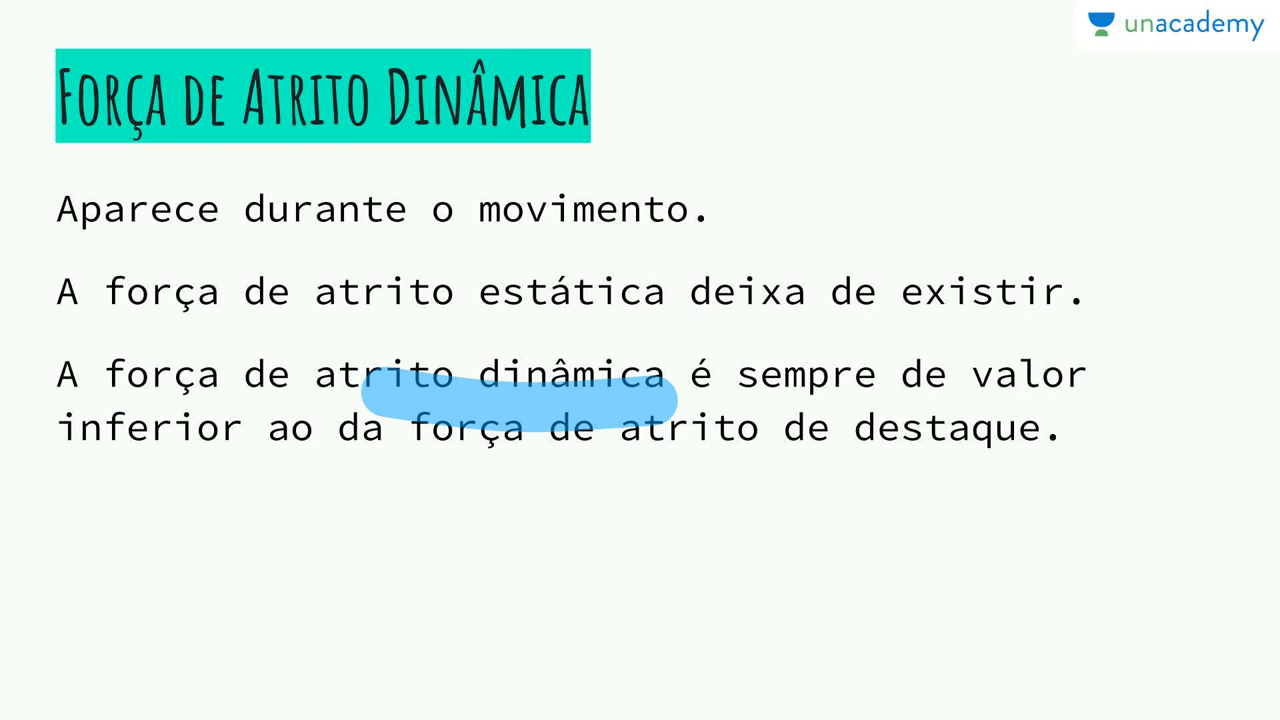 unacademy
Força de Atrito Dinâmica
Aparece durante o movimento.
A força de atrito estática deixa de existir.
A força de atrito dinâmica é sempre de valor
inferior ao da força de atrito de destaque.